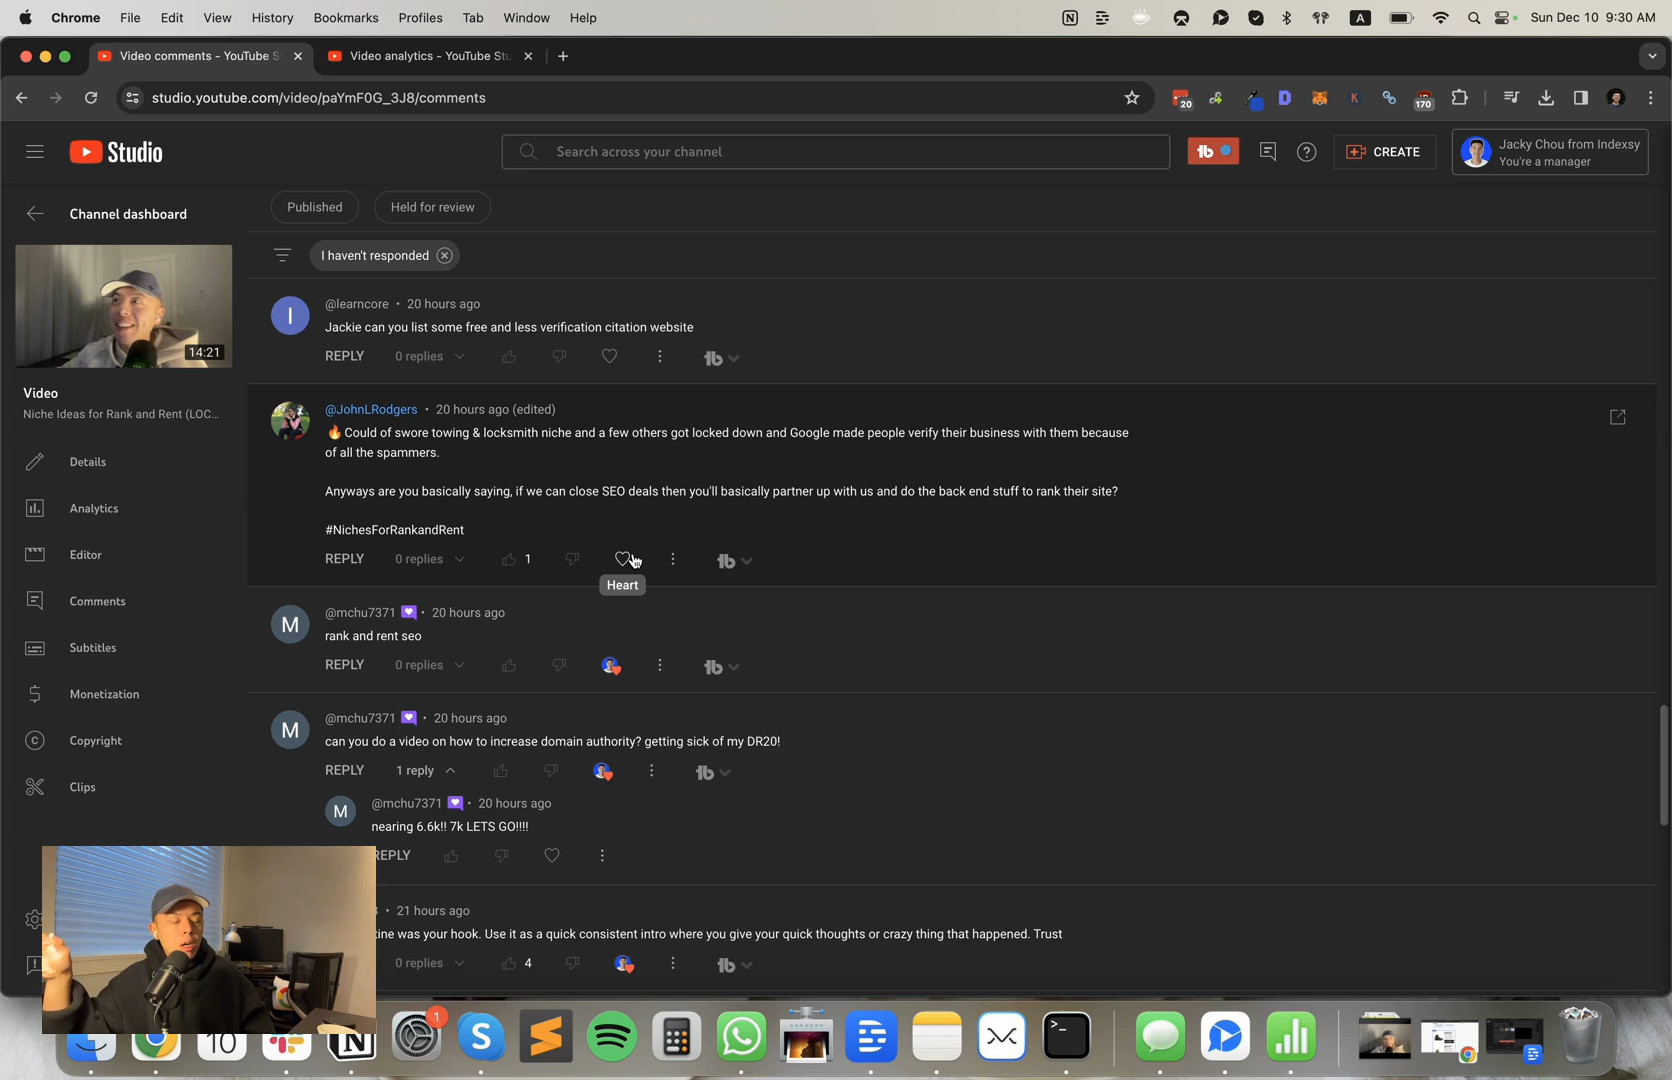 Chrome File Edit View History Bookmarks Profiles Tab Window Help
A Sun Dec 10 9:30 AM
Video comments - YouTube S
Video analytics - YouTube Stu
studio.youtube.com/video/paYmF0G_3J8/comments
20
D
K
170
Studio
Search across your channel
tb
CREATE
Jacky Chou from Indexsy
You're a manager
Channel dashboard
14:21
Video
Niche Ideas for Rank and Rent (LOC...
Details
Analytics
Editor
Comments
Subtitles
Monetization
Copyright
Clips
Published
Held for review
I haven't responded
@learncore • 20 hours ago
Jackie can you list some free and less verification citation website
REPLY 0 replies tb
@JohnLRodgers • 20 hours ago (edited)
🔥Could of swore towing & locksmith niche and a few others got locked down and Google made people verify their business with them because
of all the spammers.
Anyways are you basically saying, if we can close SEO deals then you'll basically partner up with us and do the back end stuff to rank their site?
#NichesForRankandRent
REPLY 0 replies 1 tb
Heart
M
@mchu7371 • 20 hours ago
rank and rent seo
REPLY 0 replies tb
M
@mchu7371 • 20 hours ago
can you do a video on how to increase domain authority? getting sick of my DR20!
REPLY 1 reply tb
M
@mchu7371 • 20 hours ago
nearing 6.6k!! 7k LETS GO!!!!
REPLY
• 21 hours ago
ine was your hook. Use it as a quick consistent intro where you give your quick thoughts or crazy thing that happened. Trust
0 replies 4 tb
10
1